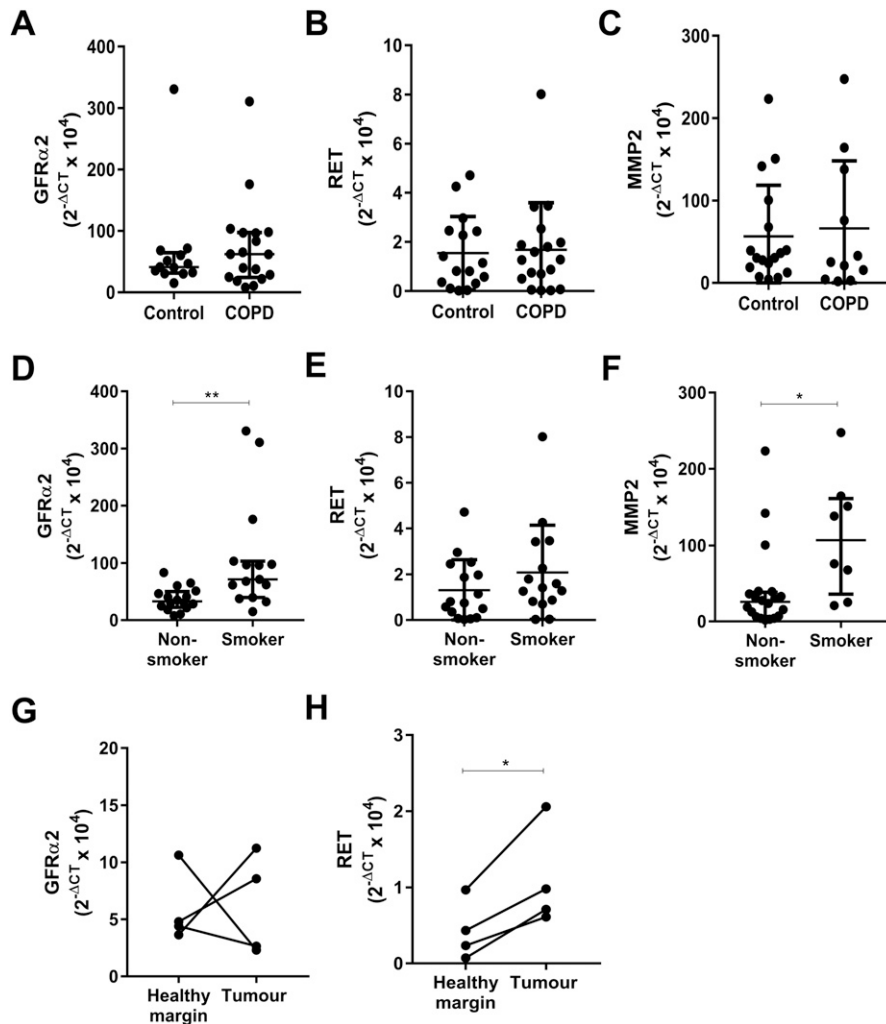 A
GFRα2
(2-ΔCT x 104)
400
300
200
100
0
Control COPD
B
RET
(2-ΔCT x 104)
10
8
6
4
2
0
Control COPD
C
MMP2
(2-ΔCT x 104)
300
200
100
0
Control COPD
D
GFRα2
(2-ΔCT x 104)
400
300
200
100
0
**
Non- Smoker
smoker
E
RET
(2-ΔCT x 104)
10
8
6
4
2
0
Non- Smoker
smoker
F
MMP2
(2-ΔCT x 104)
300
200
100
0
*
Non- Smoker
smoker
G
GFRα2
(2-ΔCT x 104)
20
15
10
5
0
Healthy Tumour
margin
H
RET
(2-ΔCT x 104)
3
2
1
0
*
Healthy Tumour
margin